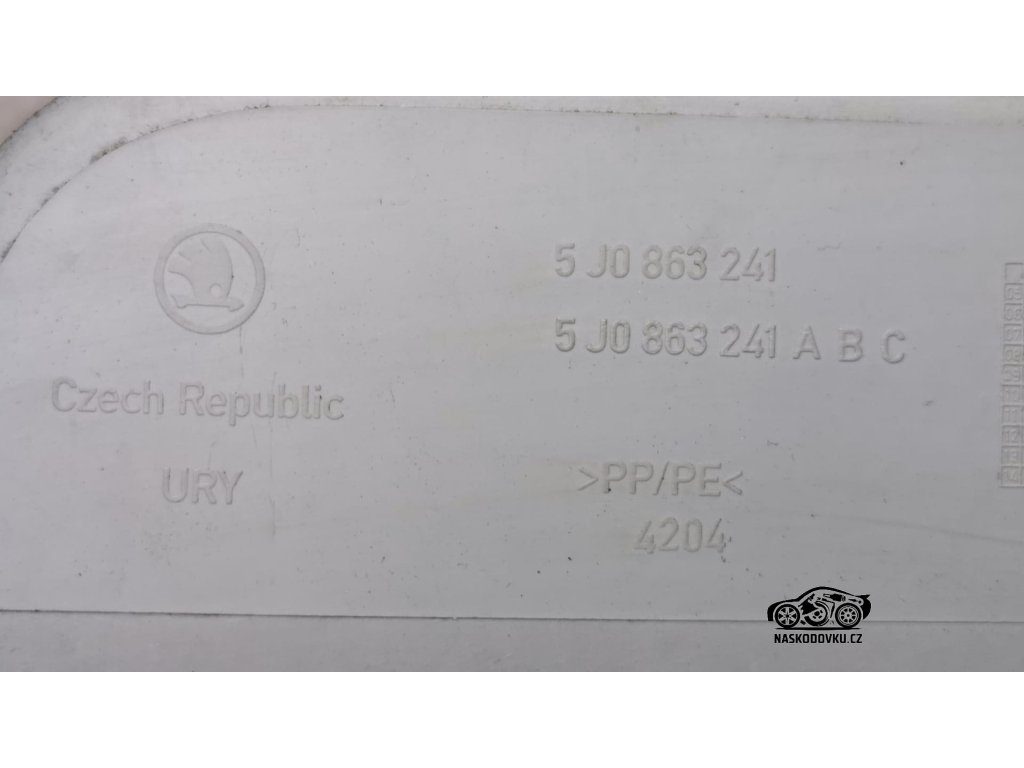 5 J0 863 241
5 J0 863 241 A B C
Czech Republic
URY
>PP/PE<
4204
NASKODOVKU.CZ